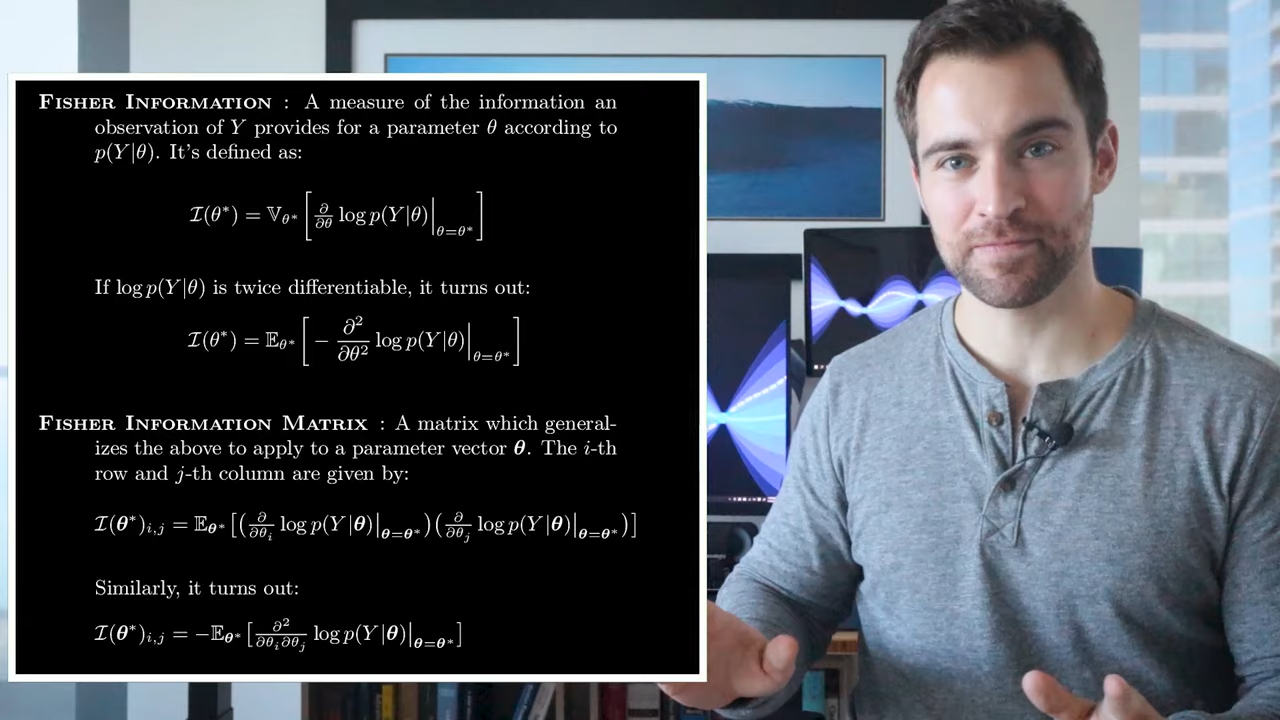 FISHER INFORMATION : A measure of the information an
observation of Y provides for a parameter θ according to
p(Y|θ). It's defined as:
𝓘(θ*) = 𝕍_θ* [ ∂/∂θ log p(Y|θ)|_θ=θ* ]
If log p(Y|θ) is twice differentiable, it turns out:
𝓘(θ*) = 𝔼_θ* [ − ∂²/∂θ² log p(Y|θ)|_θ=θ* ]
FISHER INFORMATION MATRIX : A matrix which general-
izes the above to apply to a parameter vector θ. The i-th
row and j-th column are given by:
𝓘(θ*)_i,j = 𝔼_θ* [( ∂/∂θ_i log p(Y|θ)|_θ=θ* )( ∂/∂θ_j log p(Y|θ)|_θ=θ* )]
Similarly, it turns out:
𝓘(θ*)_i,j = −𝔼_θ* [ ∂²/∂θ_i∂θ_j log p(Y|θ)|_θ=θ* ]